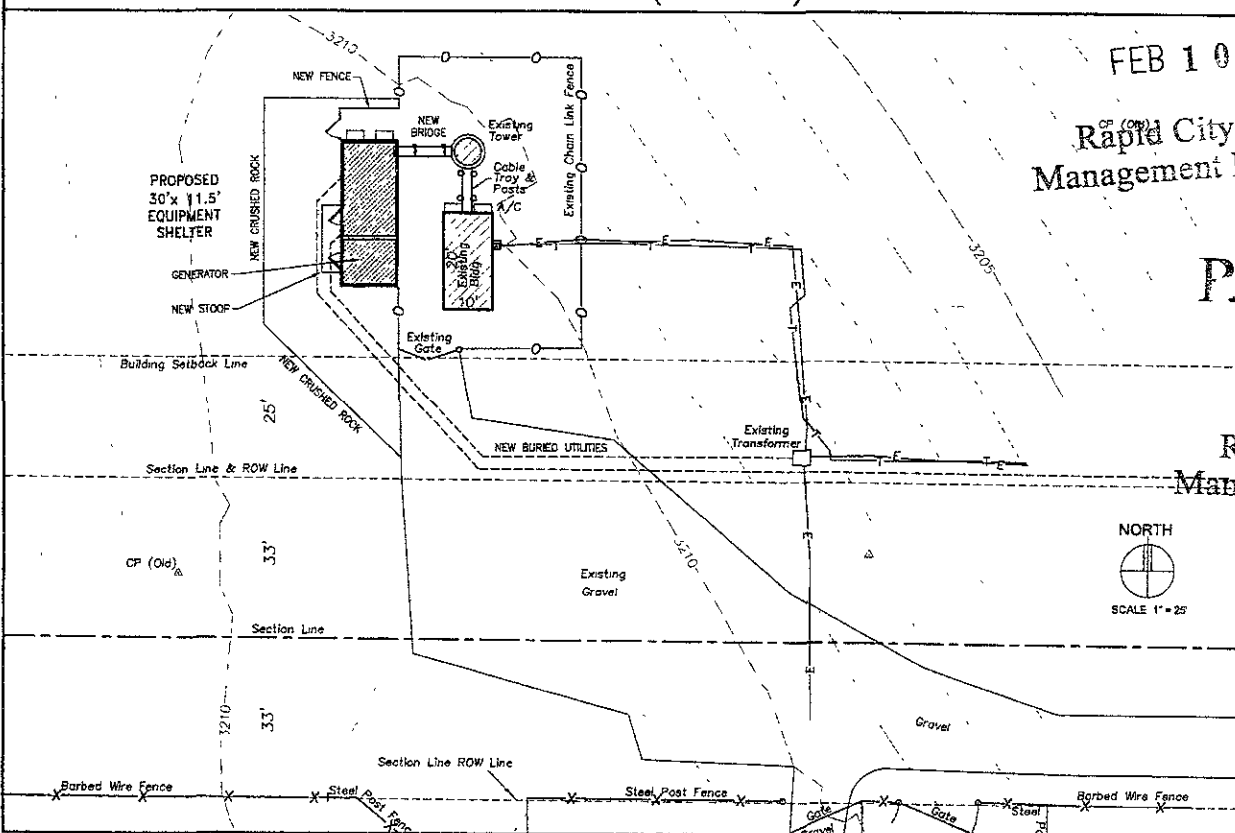 FEB 10
Rapid City
Management
3210
NEW FENCE
NEW
BRIDGE
Existing
Tower
Existing Chain Link Fence
Cable
Tray &
Posts
A/C
PROPOSED
30'x 11.5'
EQUIPMENT
SHELTER
NEW CRUSHED ROCK
20'
Existing
Bldg
10'
E
T
E
T
E
T
E
T
E
3205
GENERATOR
NEW STOOP
Existing
Gate
Building Setback Line
NEW CRUSHED ROCK
25'
E
T
NEW BURIED UTILITIES
Existing
Transformer
E
T
E
T
E
Section Line & ROW Line
R
Man
E
NORTH
SCALE 1"=25'
33'
CP (Old)
Existing
Gravel
3210
Section Line
E
3210
33'
Gravel
Section Line ROW Line
Barbed Wire Fence
Steel Post Fence
Steel Post Fence
Gate
Gravel
Gate
Steel
Barbed Wire Fence